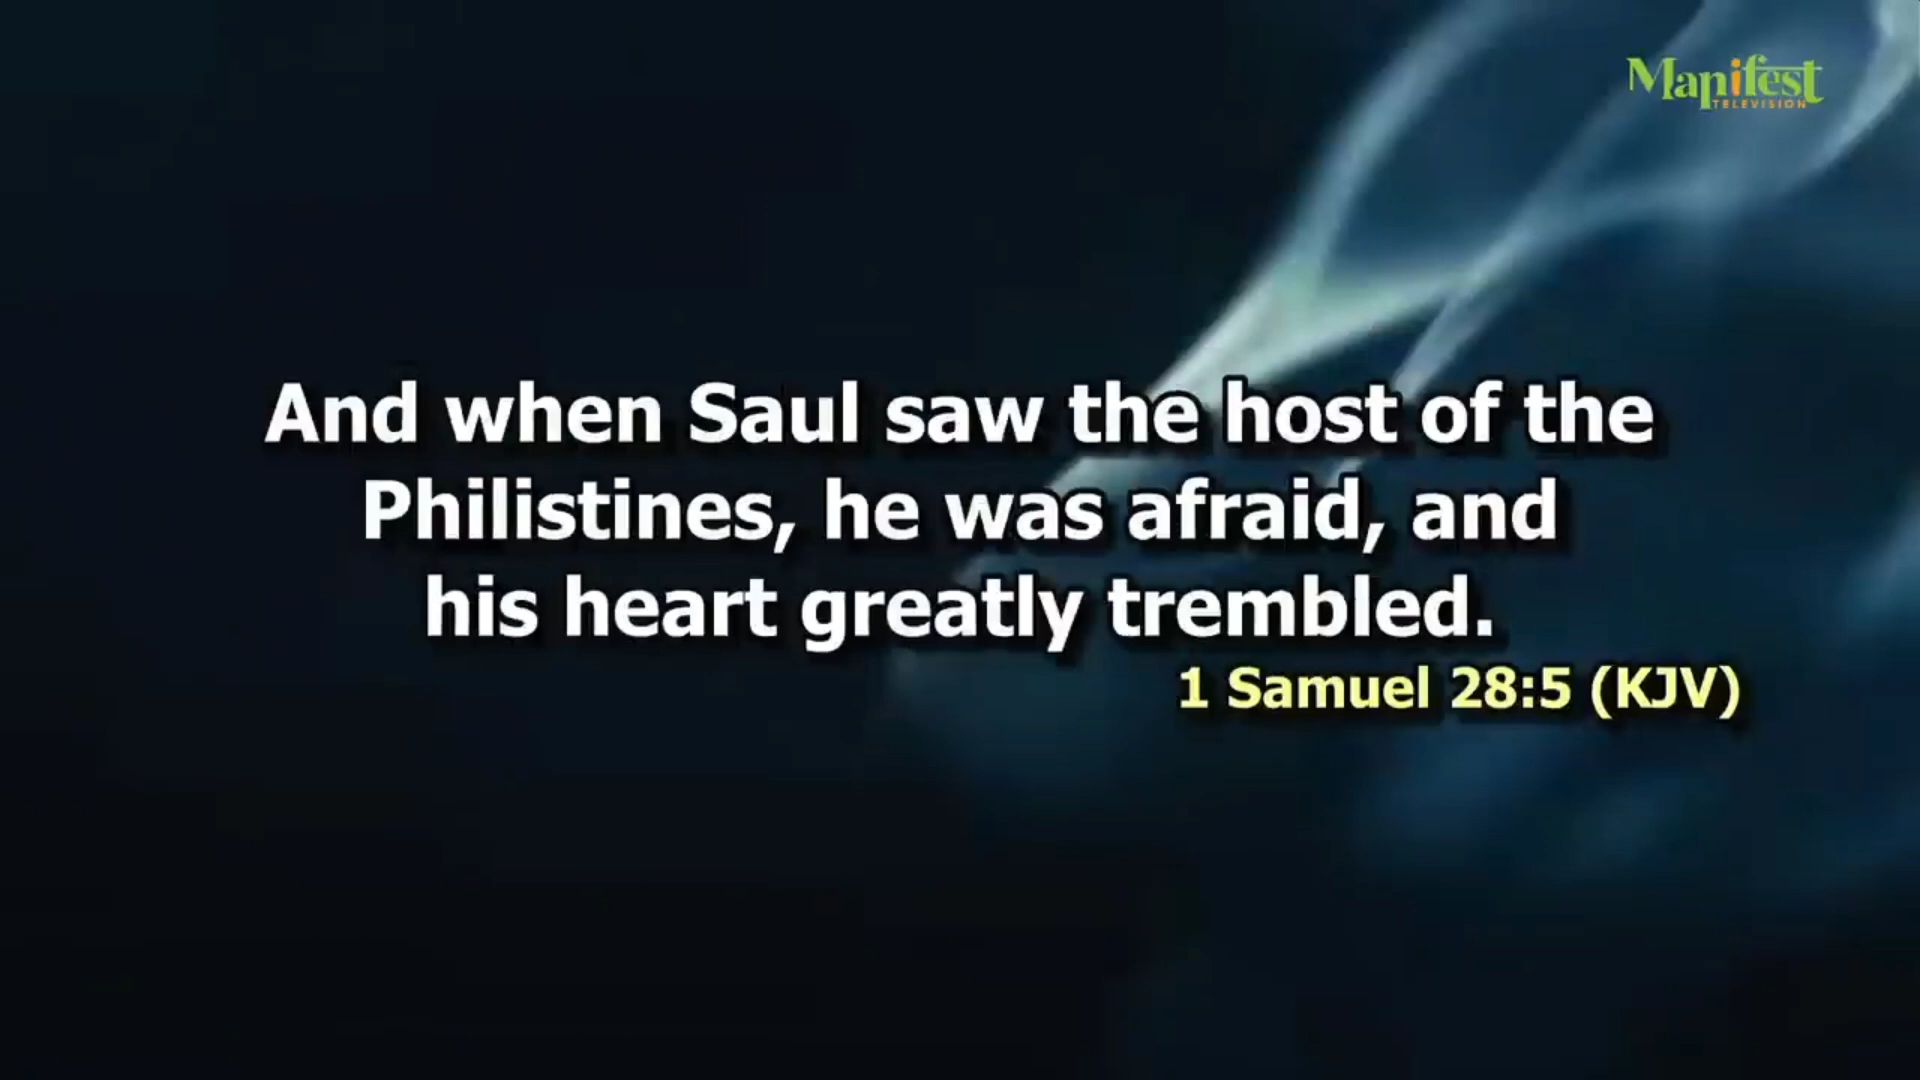 Manifest
TELEVISION
And when Saul saw the host of the
Philistines, he was afraid, and
his heart greatly trembled.
1 Samuel 28:5 (KJV)